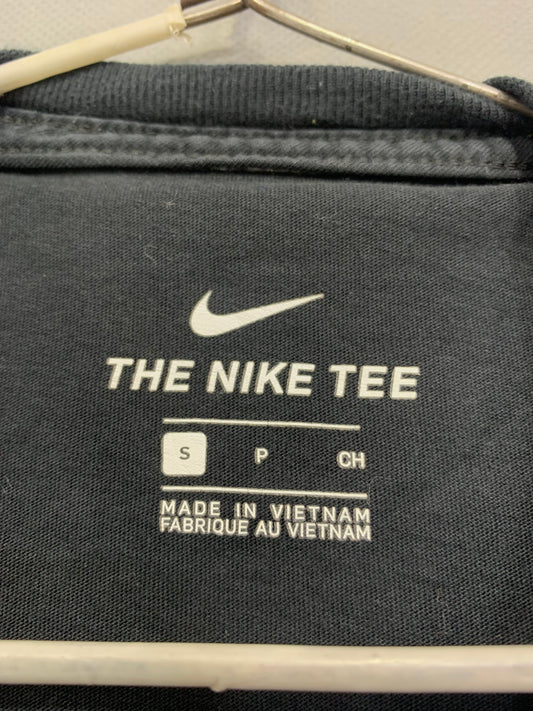 THE NIKE TEE
S P CH
MADE IN VIETNAM
FABRIQUE AU VIETNAM